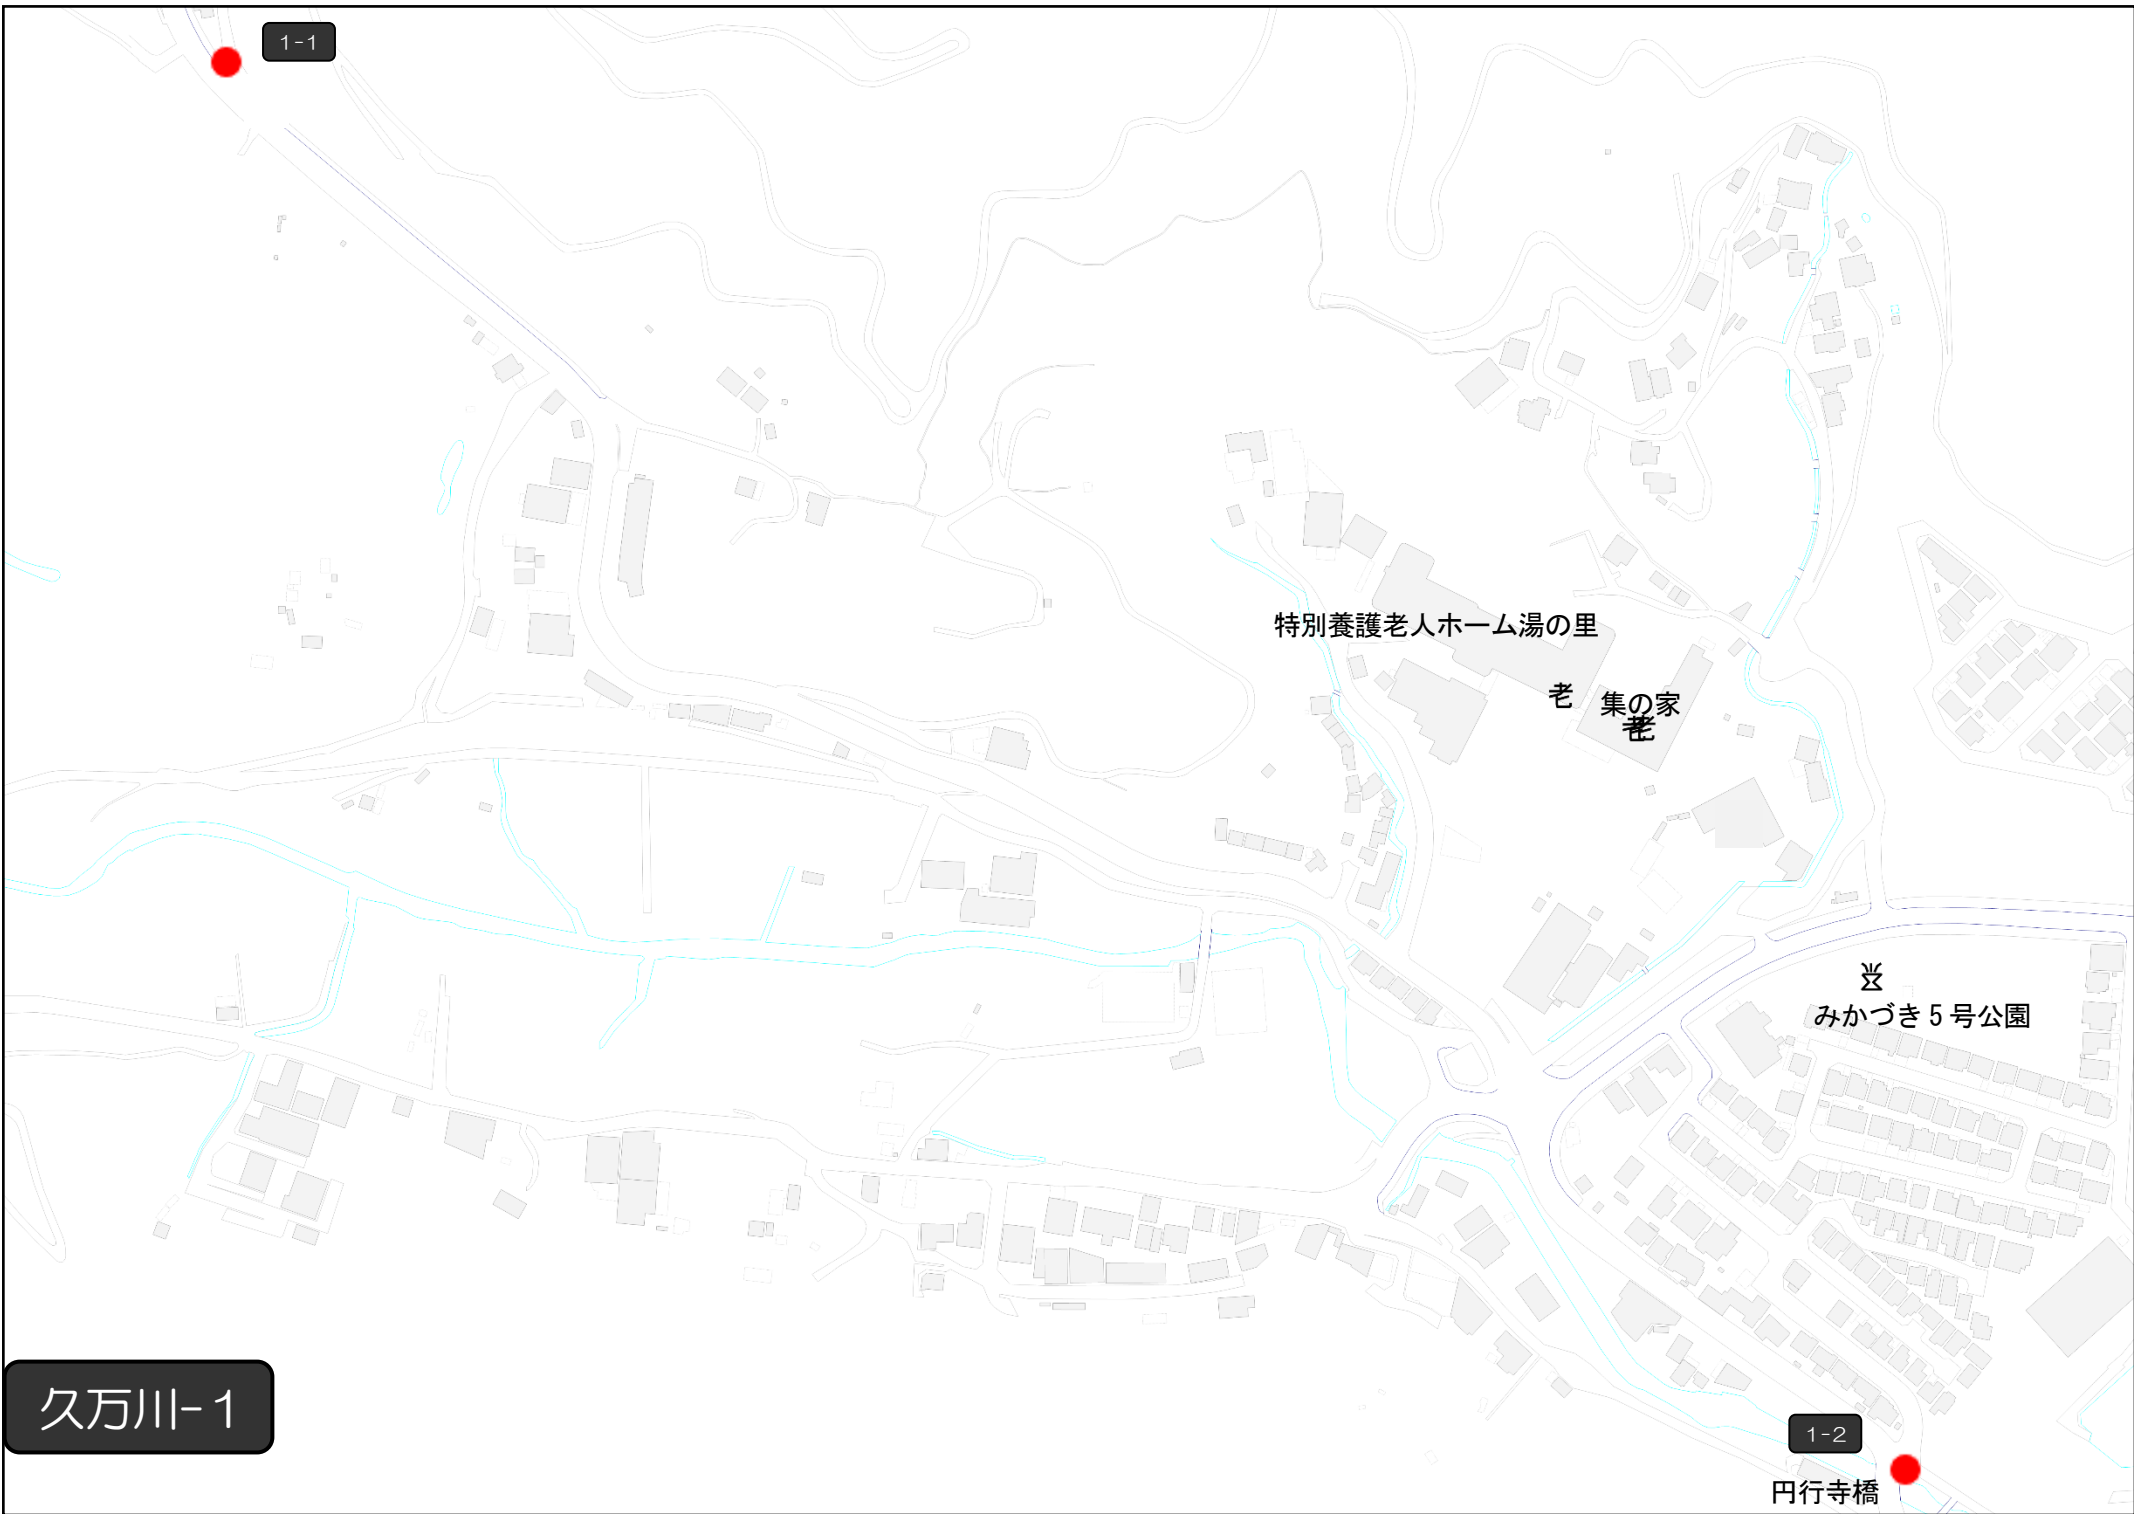 1-1
特別養護老人ホーム湯の里
老 集の家
老
みかづき5号公園
久万川-1
1-2
円行寺橋